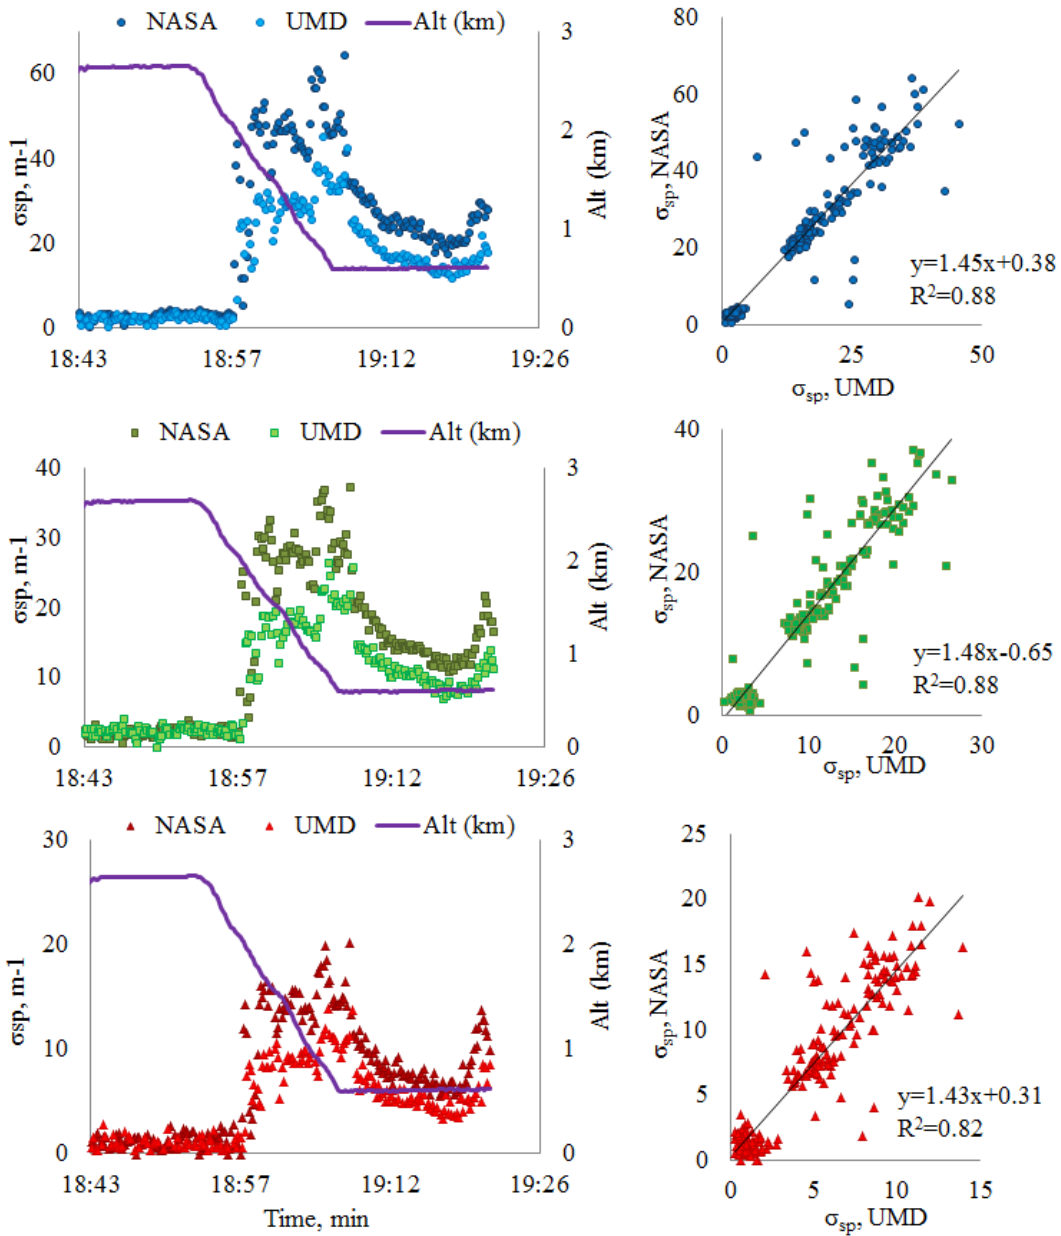 NASA UMD Alt (km)
σsp, m-1
60
40
20
0
3
2
1
0
Alt (km)
18:43 18:57 19:12 19:26
80
60
40
20
0
σsp, NASA
y=1.45x+0.38
R²=0.88
0 25 50
σsp, UMD
NASA UMD Alt (km)
σsp, m-1
40
30
20
10
0
3
2
1
0
Alt (km)
18:43 18:57 19:12 19:26
40
20
0
σsp, NASA
y=1.48x-0.65
R²=0.88
0 10 20 30
σsp, UMD
NASA UMD Alt (km)
σsp, m-1
30
20
10
0
3
2
1
0
Alt (km)
18:43 18:57 19:12 19:26
Time, min
25
20
15
10
5
0
σsp, NASA
y=1.43x+0.31
R²=0.82
0 5 10 15
σsp, UMD